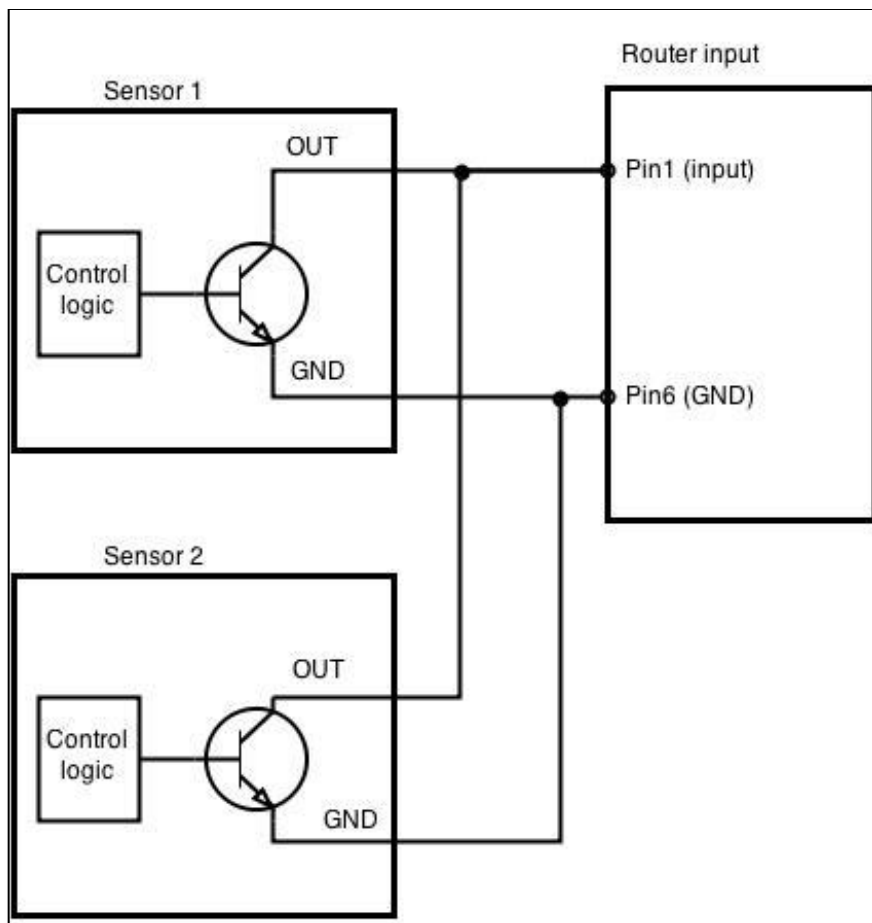 Router input
Sensor 1
OUT
Pin1 (input)
Control
logic
GND
Pin6 (GND)
Sensor 2
OUT
Control
logic
GND